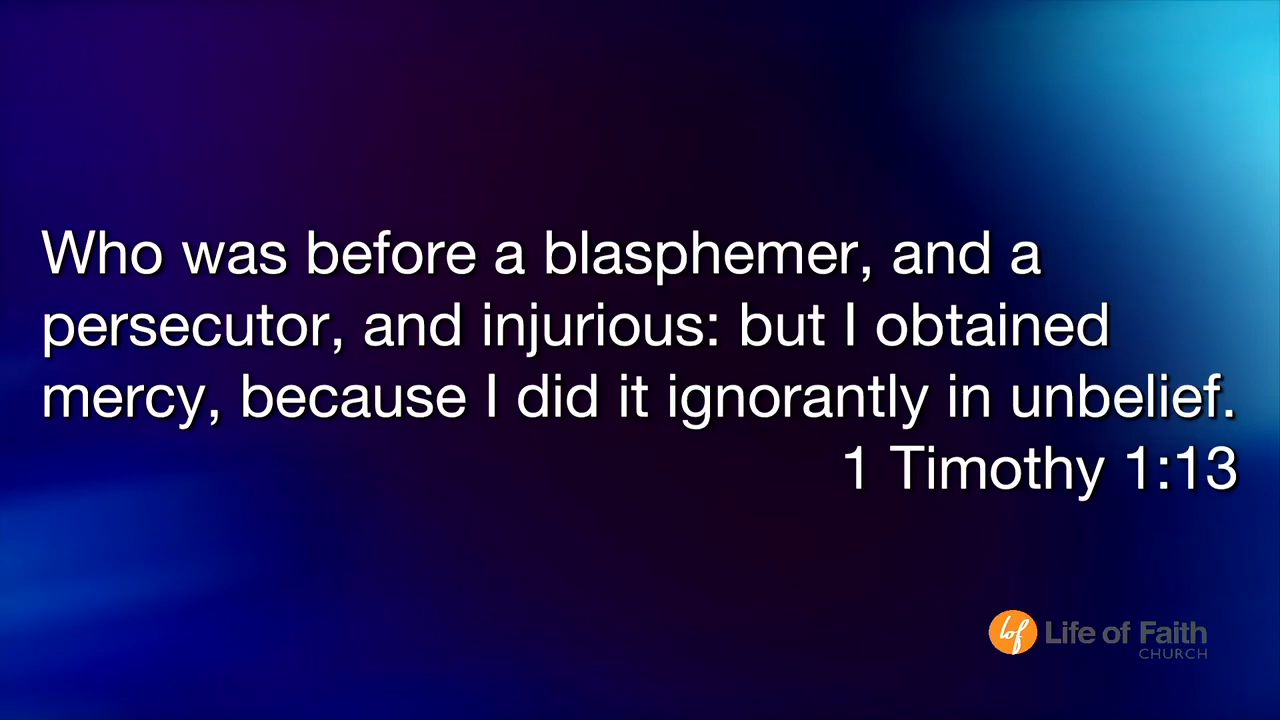 Who was before a blasphemer, and a
persecutor, and injurious: but I obtained
mercy, because I did it ignorantly in unbelief.
1 Timothy 1:13
lof Life of Faith
CHURCH